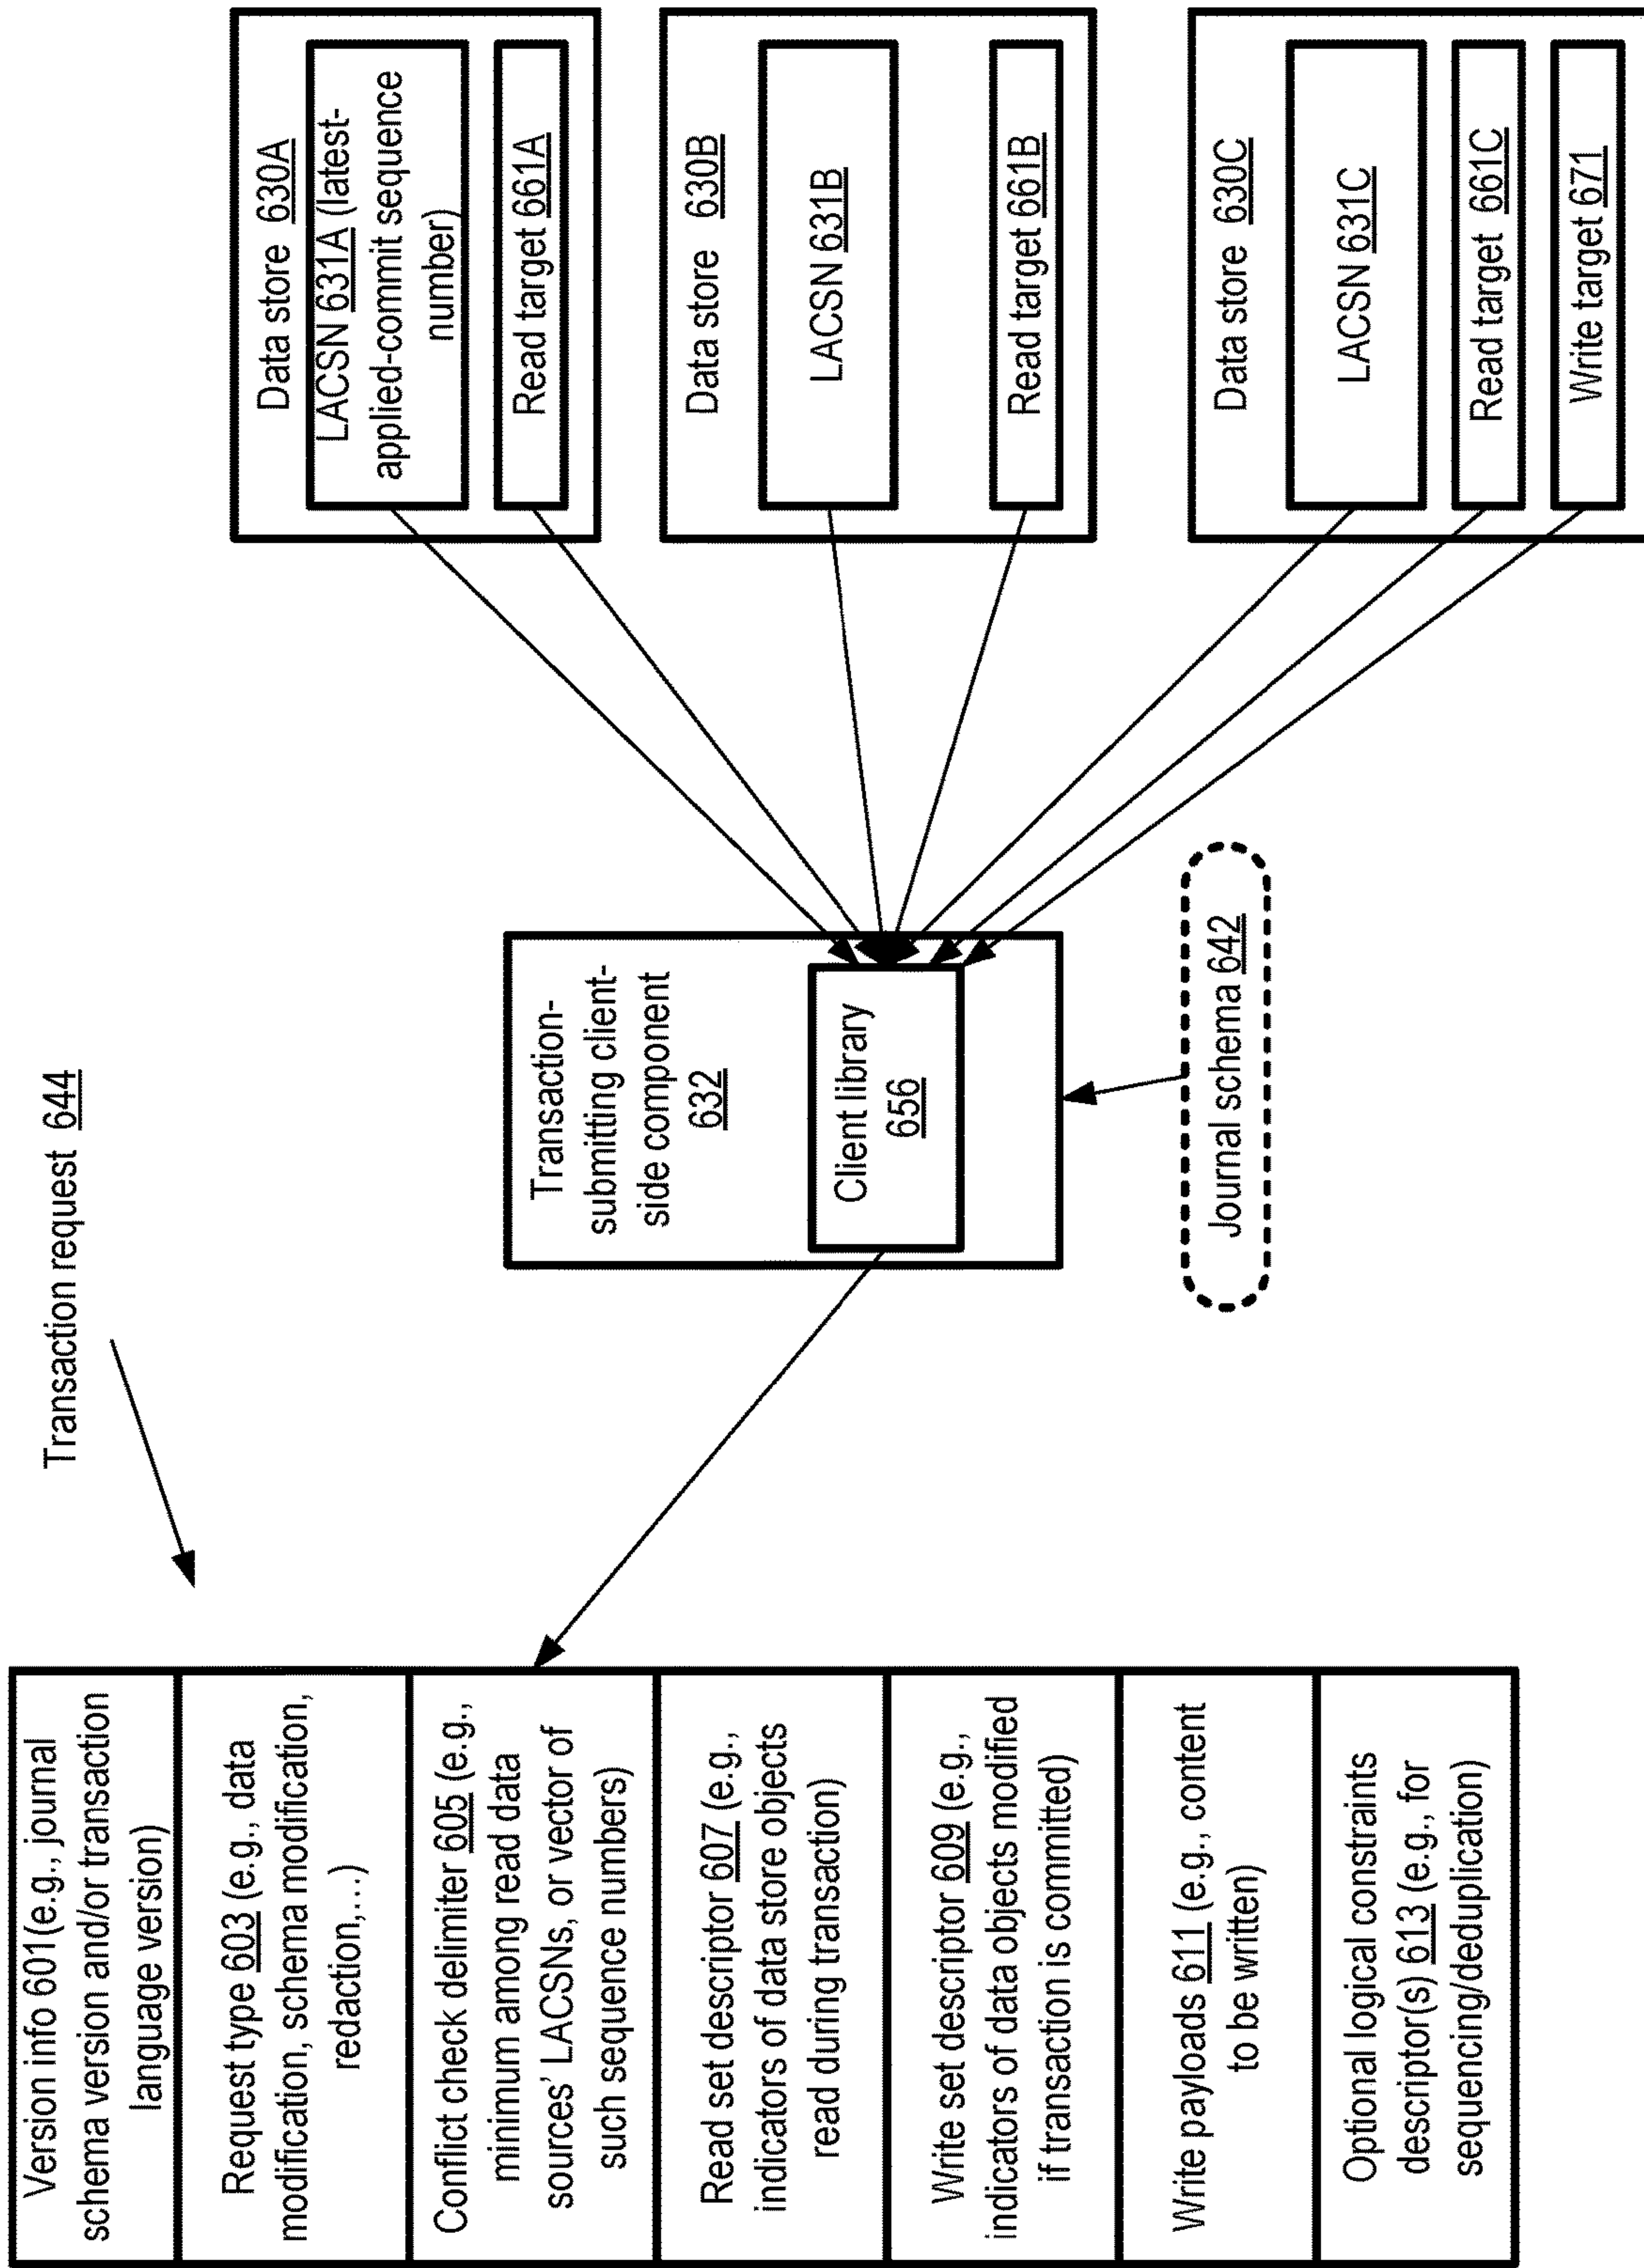 Transaction request 644
Version info 601(e.g., journal
schema version and/or transaction
language version)
Request type 603 (e.g., data
modification, schema modification,
redaction,…)
Conflict check delimiter 605 (e.g.,
minimum among read data
sources’ LACSNs, or vector of
such sequence numbers)
Read set descriptor 607 (e.g.,
indicators of data store objects
read during transaction)
Write set descriptor 609 (e.g.,
indicators of data objects modified
if transaction is committed)
Write payloads 611 (e.g., content
to be written)
Optional logical constraints
descriptor(s) 613 (e.g., for
sequencing/deduplication)
Transaction-
submitting client-
side component
632
Client library
656
Journal schema 642
Data store 630A
LACSN 631A (latest-
applied-commit sequence
number)
Read target 661A
Data store 630B
LACSN 631B
Read target 661B
Data store 630C
LACSN 631C
Read target 661C
Write target 671